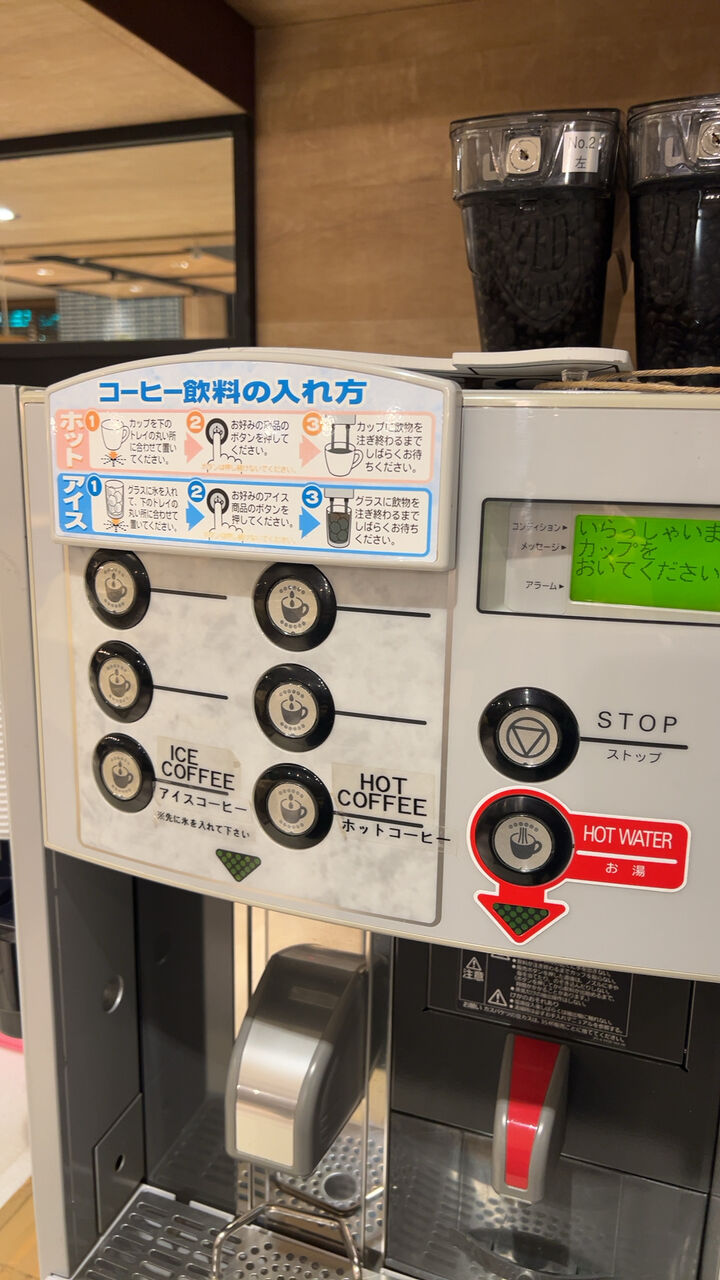 No.2
左
コーヒー飲料の入れ方
ホット
1
カップを下の
トレイの丸い所
に合わせて置い
てください。
2
お好みの商品の
ボタンを押して
ください。
3
カップに飲物を
注ぎ終わるまで
しばらくお待
ちください。
アイス
1
グラスに氷を入れ
て、下のトレイの
丸い所に合わせて
置いてください。
2
お好みのアイス
商品のボタンを
押してください。
3
グラスに飲物を
注ぎ終わるまで
しばらくお待ち
ください。
コンディション▶
メッセージ▶
アラーム▶
いらっしゃいま
カップを
おいてください
STOP
ストップ
ICE
COFFEE
アイスコーヒー
※先に氷を入れて下さい
HOT
COFFEE
ホットコーヒー
HOT WATER
お湯
注意